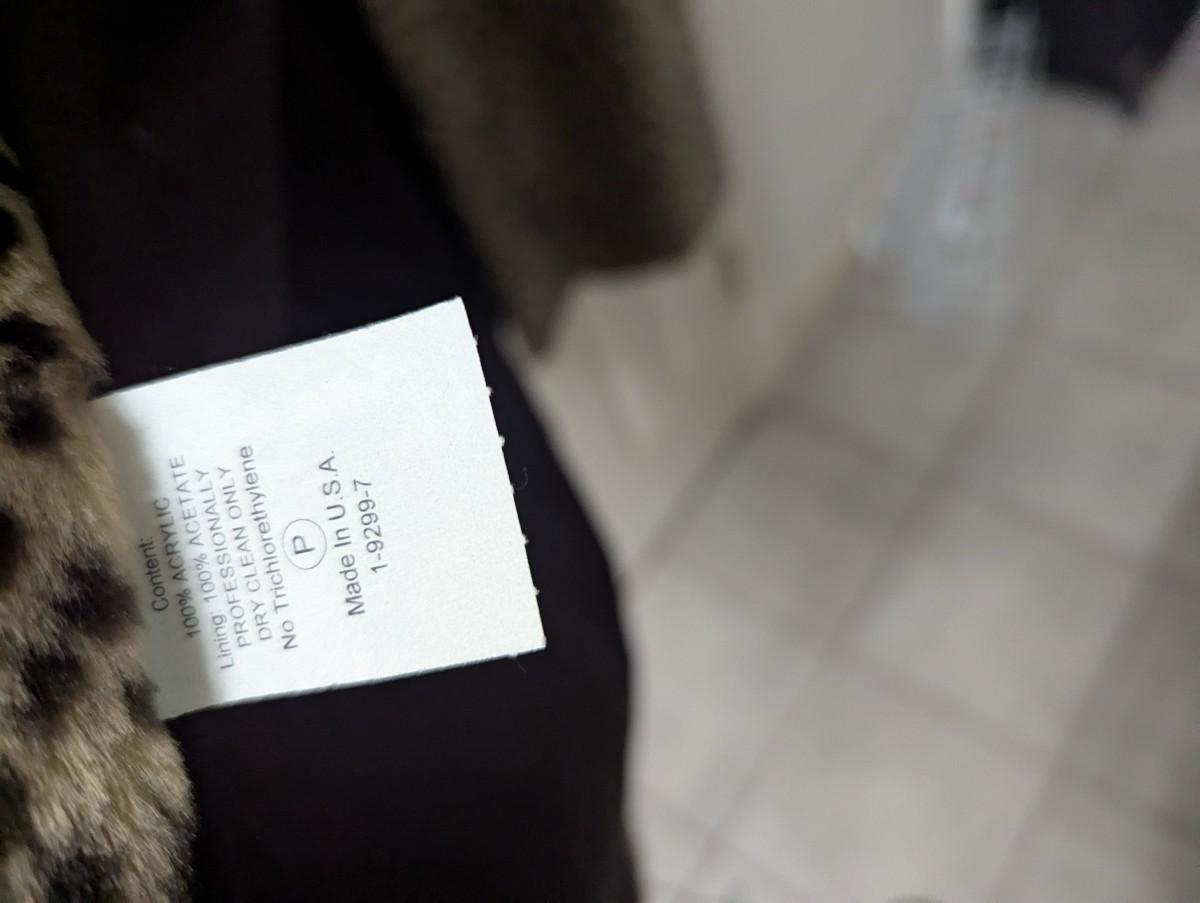 Content:
100% ACRYLIC
Lining: 100% ACETATE
PROFESSIONALLY
DRY CLEAN ONLY
No Trichlorethylene
P
Made In U.S.A.
1-9299-7